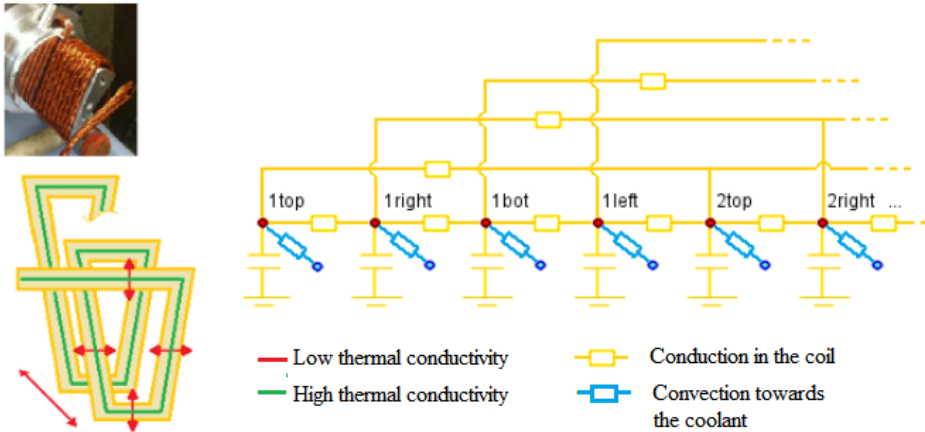 1top
1right
1bot
1left
2top
2right ...
Low thermal conductivity
High thermal conductivity
Conduction in the coil
Convection towards
the coolant